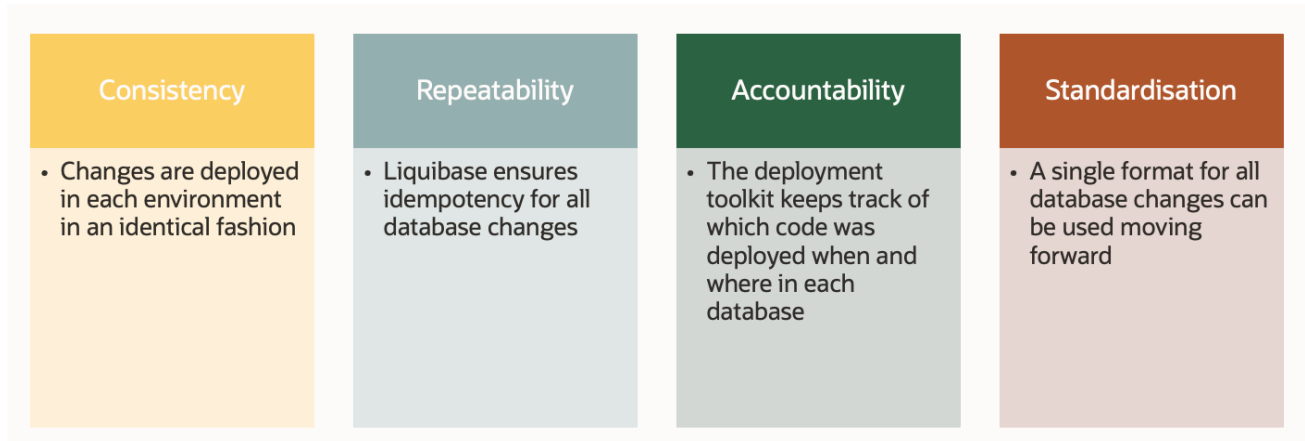 Consistency
• Changes are deployed
in each environment
in an identical fashion
Repeatability
• Liquibase ensures
idempotency for all
database changes
Accountability
• The deployment
toolkit keeps track of
which code was
deployed when and
where in each
database
Standardisation
• A single format for all
database changes can
be used moving
forward